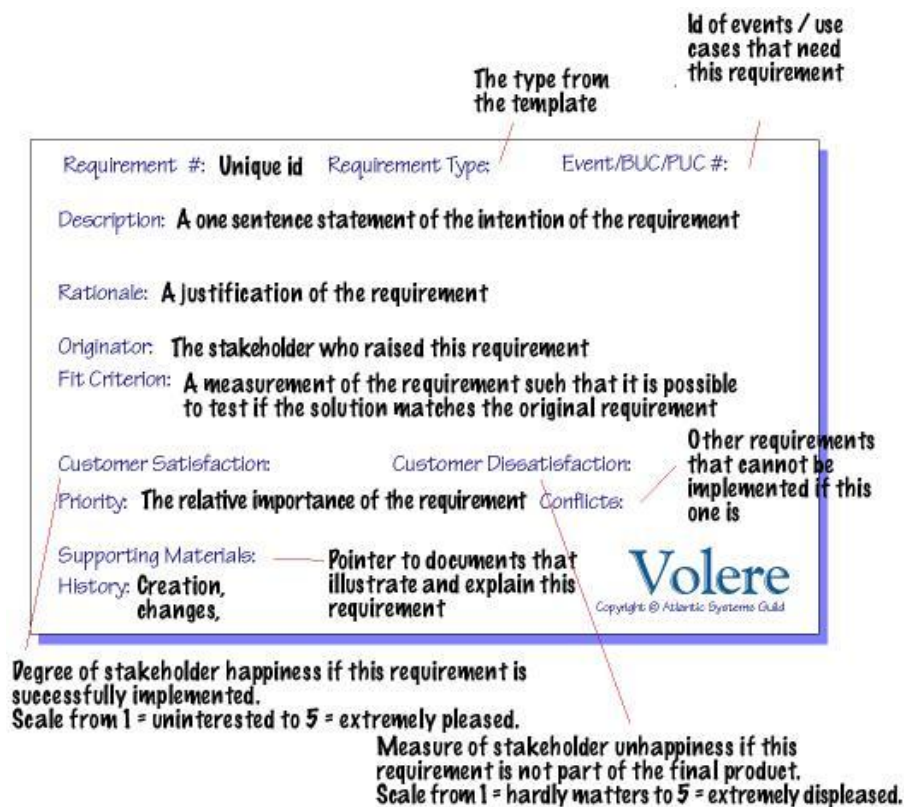 Id of events / use
cases that need
this requirement
The type from
the template
Requirement #: Unique id Requirement Type: Event/BUC/PUC #:
Description: A one sentence statement of the intention of the requirement
Rationale: A justification of the requirement
Originator: The stakeholder who raised this requirement
Fit Criterion: A measurement of the requirement such that it is possible
to test if the solution matches the original requirement
Other requirements
that cannot be
implemented if this
one is
Customer Satisfaction: Customer Dissatisfaction:
Priority: The relative importance of the requirement Conflicts:
Supporting Materials: Pointer to documents that
illustrate and explain this
requirement
History: Creation,
changes,
Volere
Copyright © Atlantic Systems Guild
Degree of stakeholder happiness if this requirement is
successfully implemented.
Scale from 1 = uninterested to 5 = extremely pleased.
Measure of stakeholder unhappiness if this
requirement is not part of the final product.
Scale from 1 = hardly matters to 5 = extremely displeased.